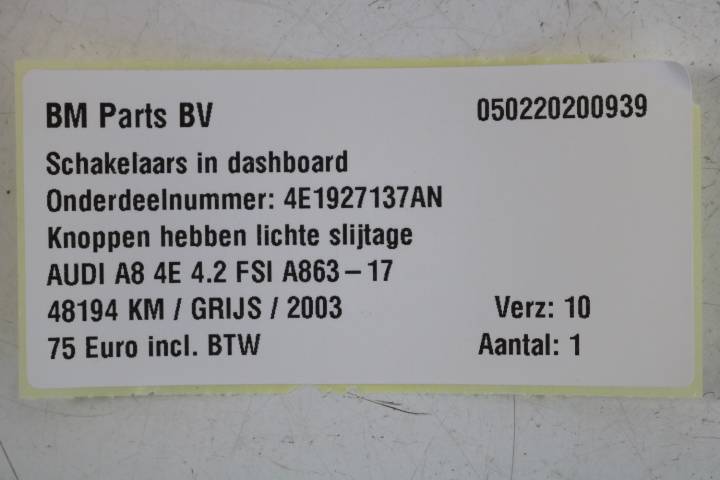 BM Parts BV 050220200939
Schakelaars in dashboard
Onderdeelnummer: 4E1927137AN
Knoppen hebben lichte slijtage
AUDI A8 4E 4.2 FSI A863-17
48194 KM / GRIJS / 2003 Verz: 10
75 Euro incl. BTW Aantal: 1